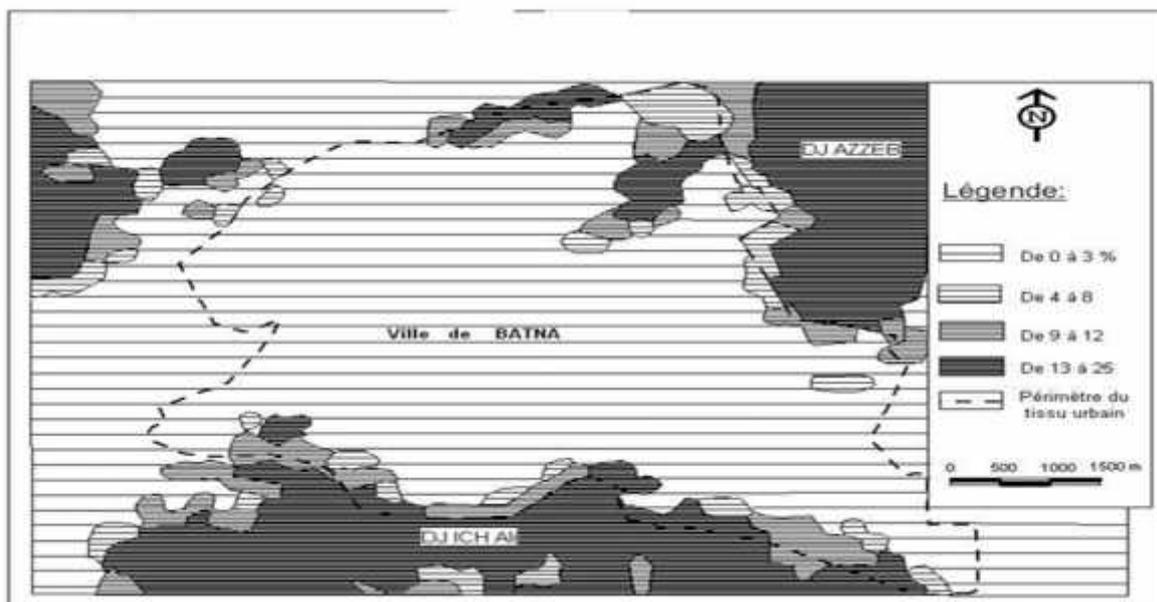 N
DJ AZZEB
Légende:
De 0 à 3 %
De 4 à 8
De 9 à 12
De 13 à 25
Périmètre du
tissu urbain
Ville de BATNA
0 500 1000 1500 m
DJ ICH Ali